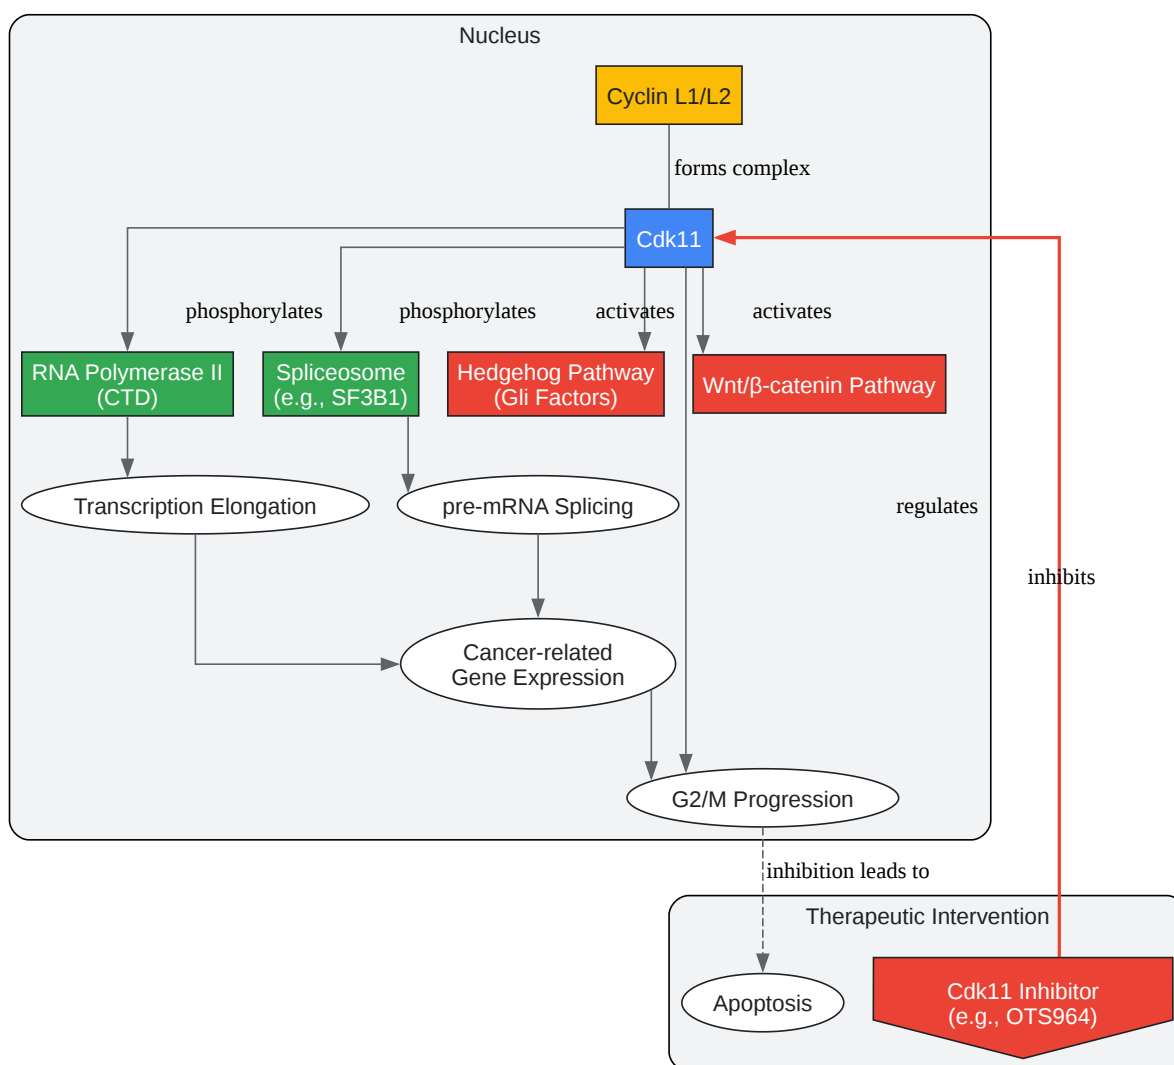 Nucleus
Cyclin L1/L2
forms complex
Cdk11
phosphorylates
phosphorylates
activates
activates
RNA Polymerase II
(CTD)
Spliceosome
(e.g., SF3B1)
Hedgehog Pathway
(Gli Factors)
Wnt/β-catenin Pathway
Transcription Elongation
pre-mRNA Splicing
regulates
inhibits
Cancer-related
Gene Expression
G2/M Progression
inhibition leads to
Therapeutic Intervention
Apoptosis
Cdk11 Inhibitor
(e.g., OTS964)